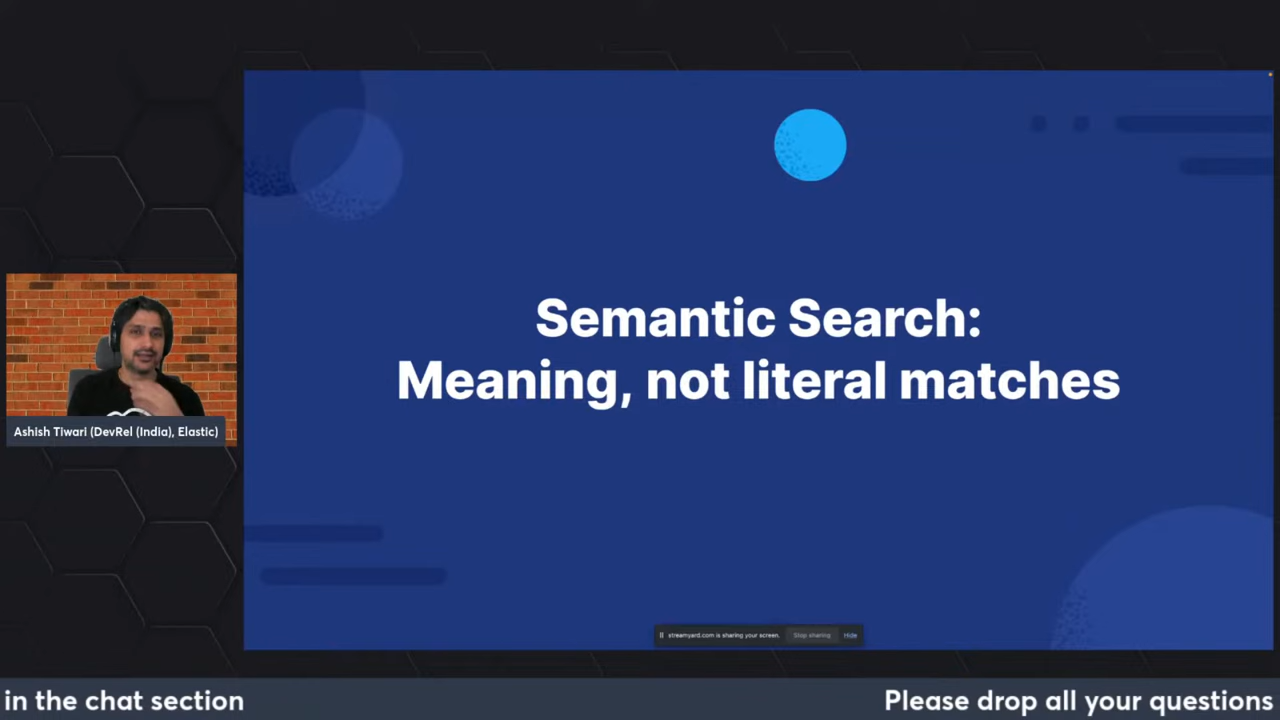 Semantic Search:
Meaning, not literal matches
Ashish Tiwari (DevRel (India), Elastic)
streamyard.com is sharing your screen.
Stop sharing
Hide
in the chat section
Please drop all your questions